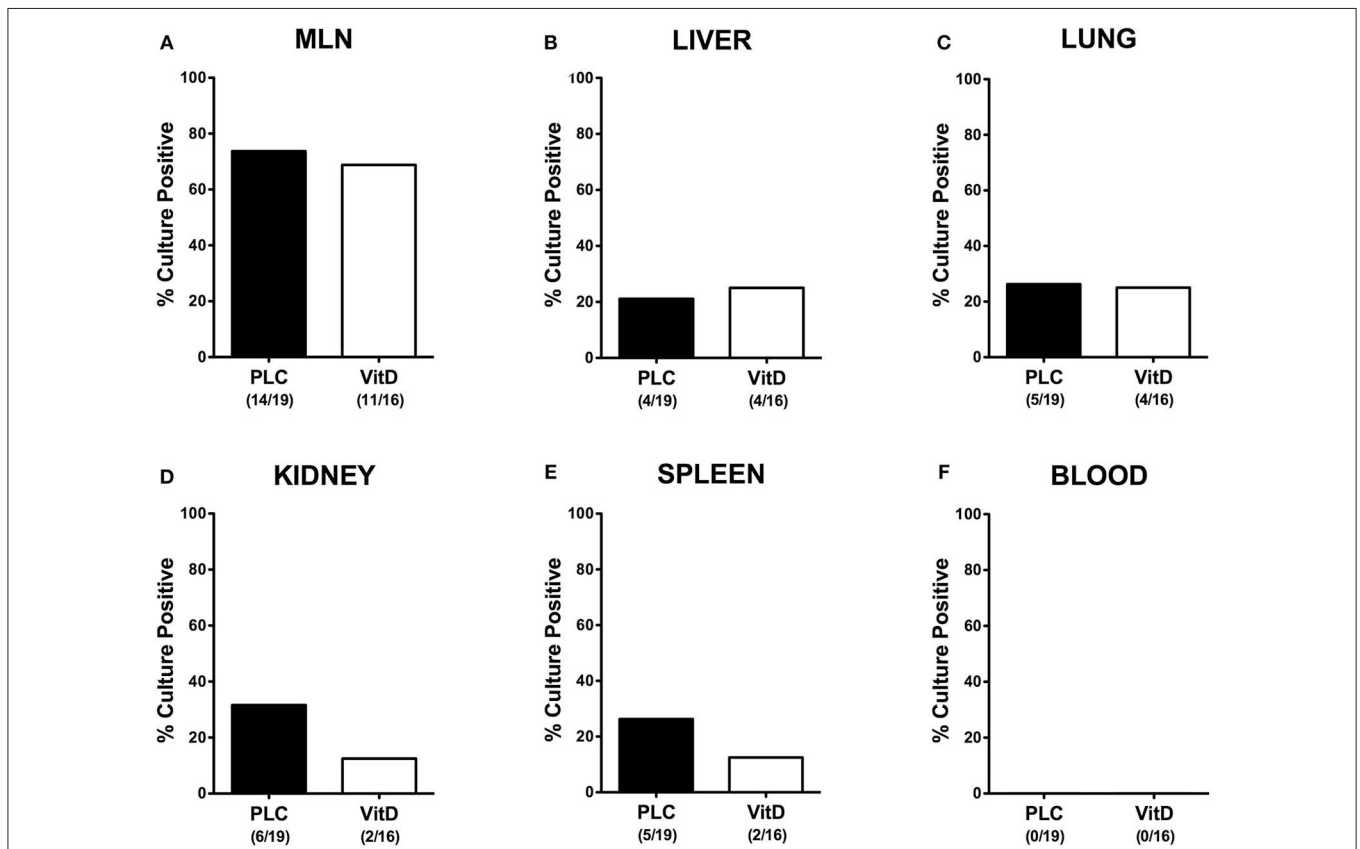 A MLN
% Culture Positive
100
80
60
40
20
0
PLC VitD
(14/19) (11/16)
B LIVER
% Culture Positive
100
80
60
40
20
0
PLC VitD
(4/19) (4/16)
C LUNG
% Culture Positive
100
80
60
40
20
0
PLC VitD
(5/19) (4/16)
D KIDNEY
% Culture Positive
100
80
60
40
20
0
PLC VitD
(6/19) (2/16)
E SPLEEN
% Culture Positive
100
80
60
40
20
0
PLC VitD
(5/19) (2/16)
F BLOOD
% Culture Positive
100
80
60
40
20
0
PLC VitD
(0/19) (0/16)